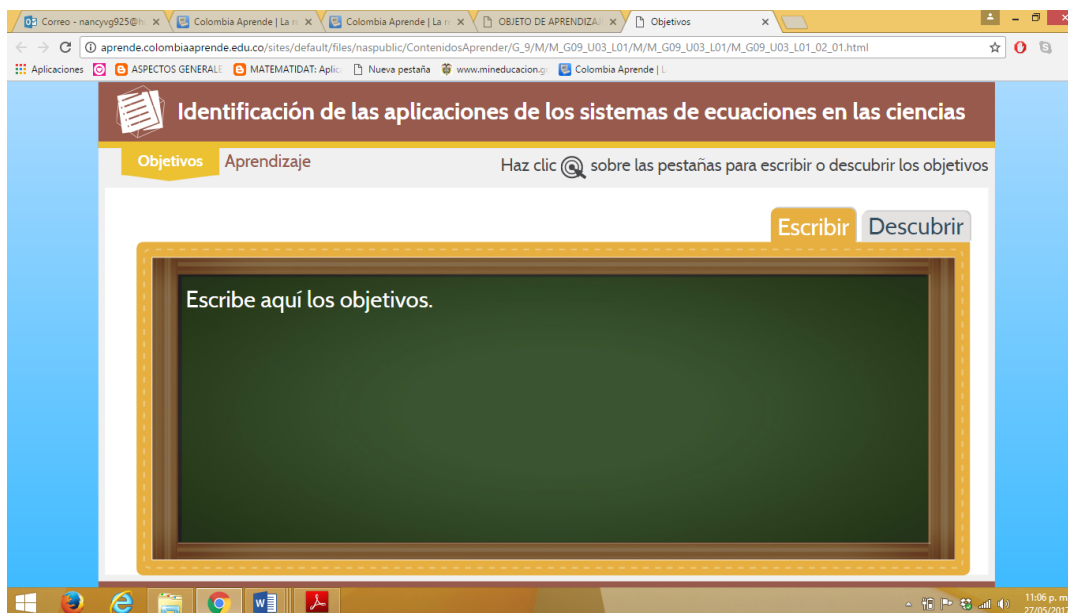 Correo - nancyvg925@h
Colombia Aprende | La r
Colombia Aprende | La r
OBJETO DE APRENDIZAJ
Objetivos
aprende.colombiaaprende.edu.co/sites/default/files/naspublic/ContenidosAprender/G_9/M/M_G09_U03_L01/M/M_G09_U03_L01/M_G09_U03_L01_02_01.html
Aplicaciones
ASPECTOS GENERALE
MATEMATIDAT: Aplic
Nueva pestaña
www.mineducacion.g
Colombia Aprende | L
Identificación de las aplicaciones de los sistemas de ecuaciones en las ciencias
Objetivos
Aprendizaje
Haz clic sobre las pestañas para escribir o descubrir los objetivos
Escribir
Descubrir
Escribe aquí los objetivos.
11:06 p. m.
27/05/2017